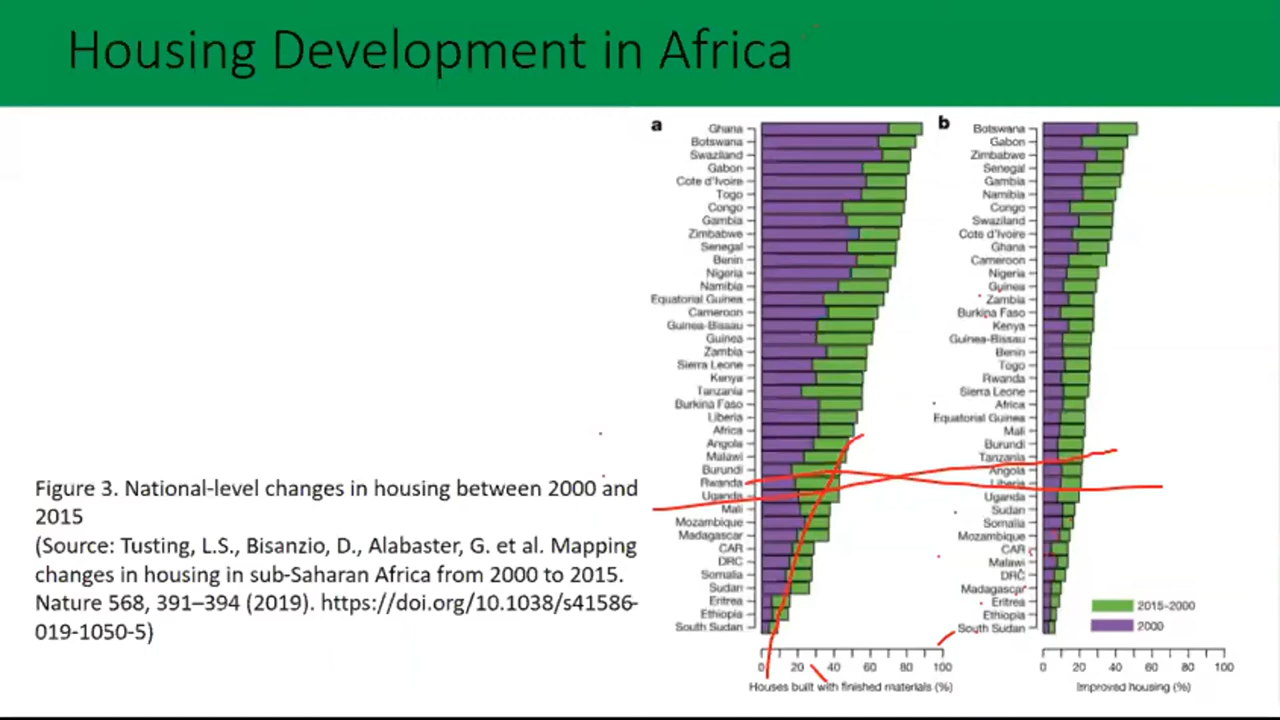 Housing Development in Africa
a
Ghana
Botswana
Swaziland
Gabon
Cote d'Ivoire
Togo
Congo
Gambia
Zimbabwe
Senegal
Benin
Nigeria
Namibia
Equatorial Guinea
Cameroon
Guinea-Bissau
Guinea
Zambia
Sierra Leone
Kenya
Tanzania
Burkina Faso
Liberia
Africa
Angola
Malawi
Burundi
Rwanda
Uganda
Mali
Mozambique
Madagascar
CAR
DRC
Somalia
Sudan
Eritrea
Ethiopia
South Sudan
0 20 40 60 80 100
Houses built with finished materials (%)
b
Botswana
Gabon
Zimbabwe
Senegal
Gambia
Namibia
Congo
Swaziland
Cote d'Ivoire
Ghana
Cameroon
Nigeria
Guinea
Zambia
Burkina Faso
Kenya
Guinea-Bissau
Benin
Togo
Rwanda
Sierra Leone
Africa
Equatorial Guinea
Mali
Burundi
Tanzania
Angola
Liberia
Uganda
Sudan
Somalia
Mozambique
CAR
Malawi
DRC
Madagascar
Eritrea
Ethiopia
South Sudan
2015-2000
2000
0 20 40 60 80 100
Improved housing (%)
Figure 3. National-level changes in housing between 2000 and
2015
(Source: Tusting, L.S., Bisanzio, D., Alabaster, G. et al. Mapping
changes in housing in sub-Saharan Africa from 2000 to 2015.
Nature 568, 391–394 (2019). https://doi.org/10.1038/s41586-
019-1050-5)